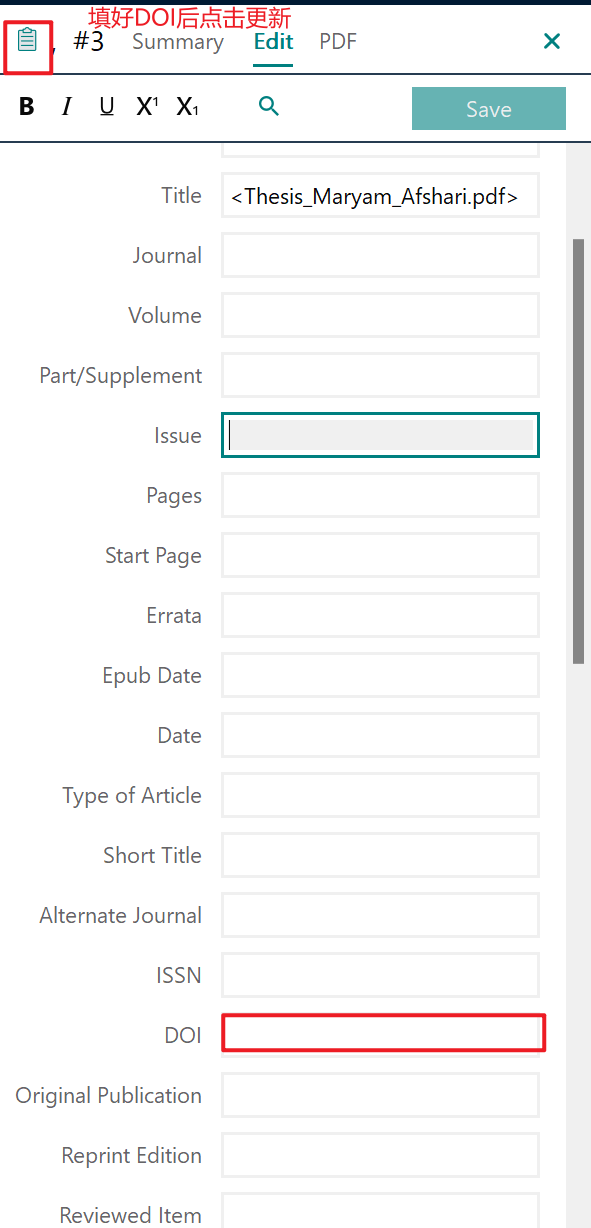 填好DOI后点击更新
, #3 Summary Edit PDF
B I U X¹ X₁ Save
Title <Thesis_Maryam_Afshari.pdf>
Journal
Volume
Part/Supplement
Issue
Pages
Start Page
Errata
Epub Date
Date
Type of Article
Short Title
Alternate Journal
ISSN
DOI
Original Publication
Reprint Edition
Reviewed Item